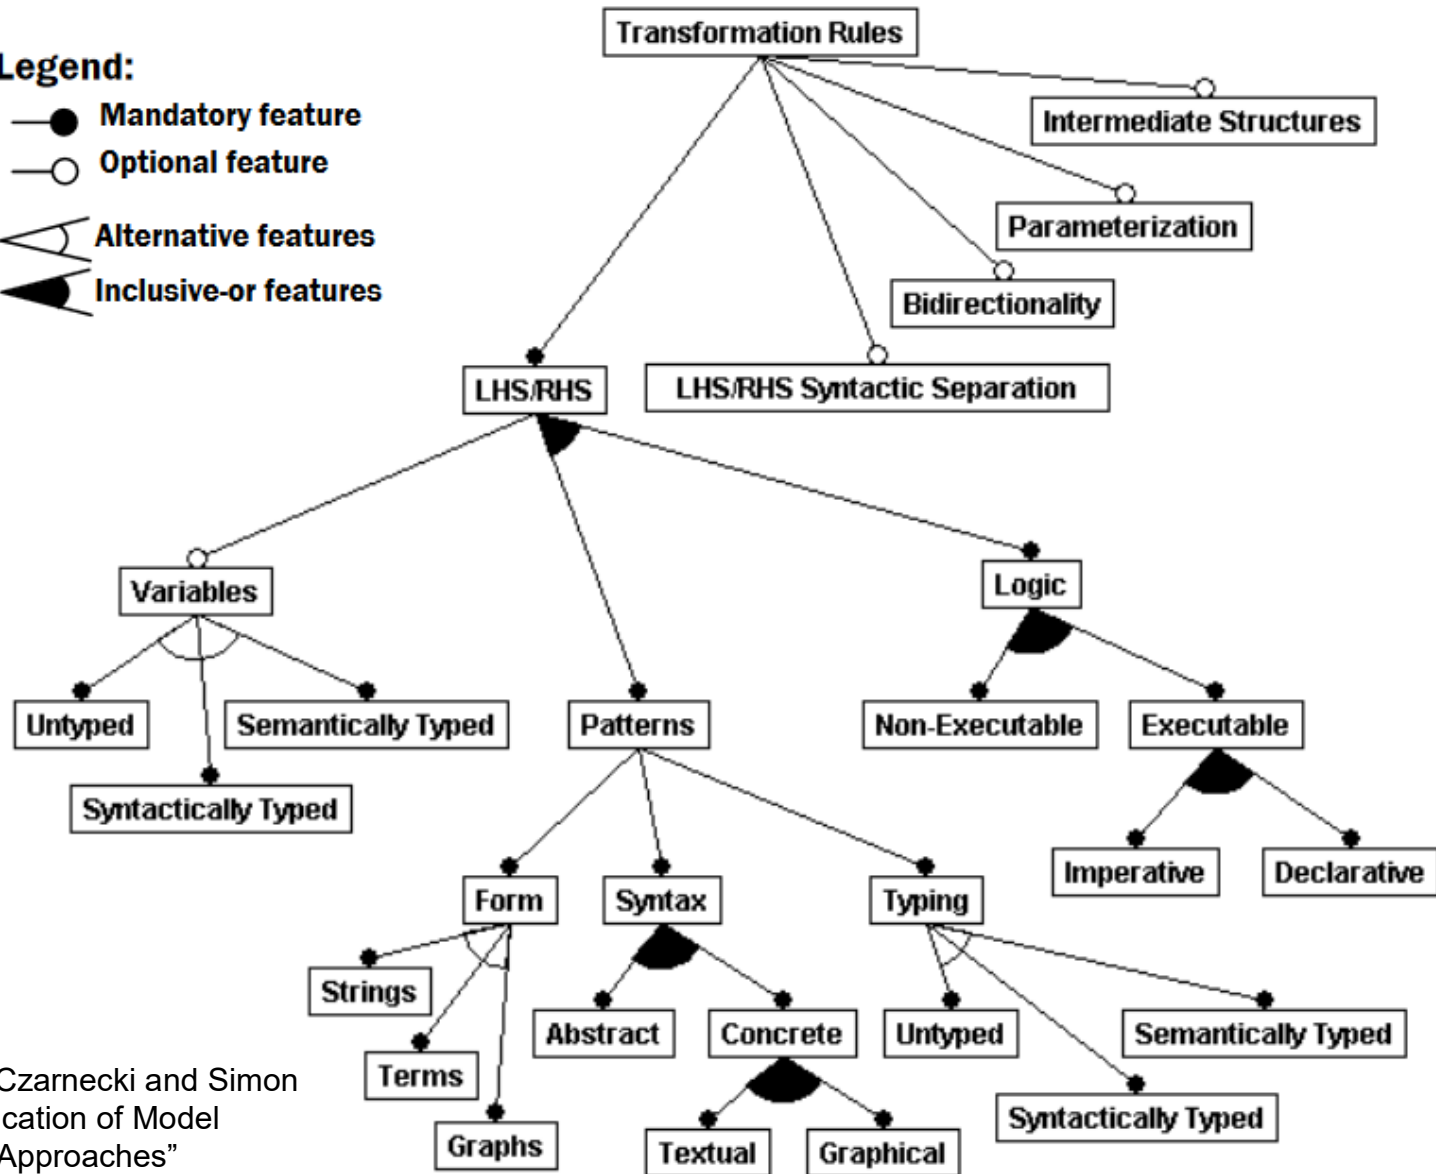 Transformation Rules
Legend:
Mandatory feature
Optional feature
Alternative features
Inclusive-or features
Intermediate Structures
Parameterization
Bidirectionality
LHS/RHS
LHS/RHS Syntactic Separation
Variables
Logic
Untyped
Semantically Typed
Patterns
Non-Executable
Executable
Syntactically Typed
Imperative
Declarative
Form
Syntax
Typing
Strings
Abstract
Concrete
Untyped
Semantically Typed
Terms
Syntactically Typed
Graphs
Textual
Graphical
Czarnecki and Simon
cation of Model
Approaches”